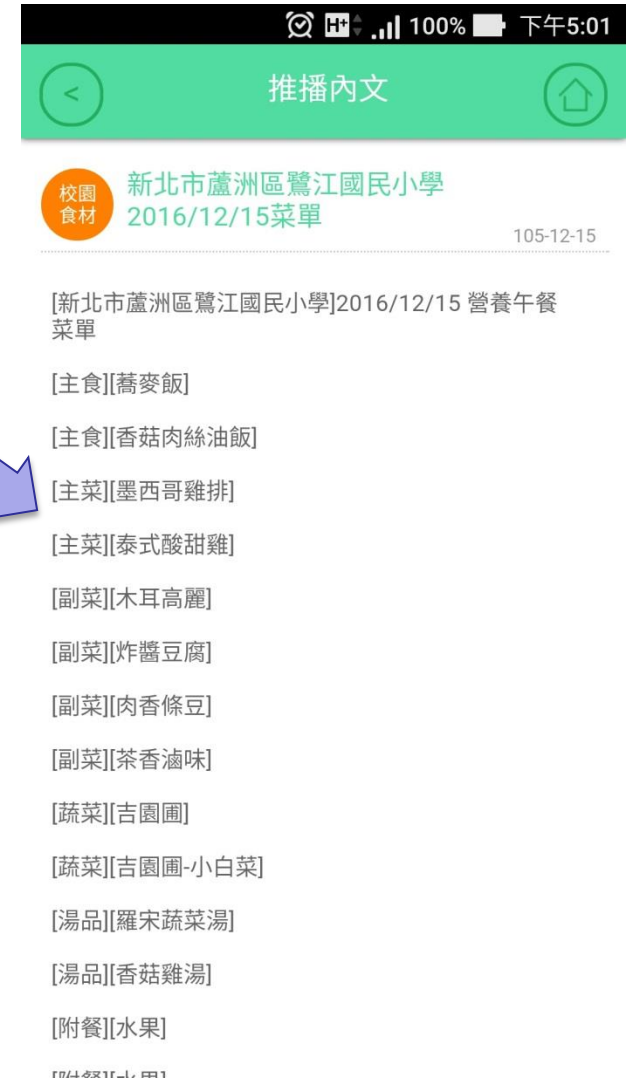 H+ 100% 下午5:01
< 推播內文
校園
食材
新北市蘆洲區鷺江國民小學
2016/12/15菜單
105-12-15
[新北市蘆洲區鷺江國民小學]2016/12/15 營養午餐
菜單
[主食][蕎麥飯]
[主食][香菇肉絲油飯]
[主菜][墨西哥雞排]
[主菜][泰式酸甜雞]
[副菜][木耳高麗]
[副菜][炸醬豆腐]
[副菜][肉香條豆]
[副菜][茶香滷味]
[蔬菜][吉園圃]
[蔬菜][吉園圃-小白菜]
[湯品][羅宋蔬菜湯]
[湯品][香菇雞湯]
[附餐][水果]